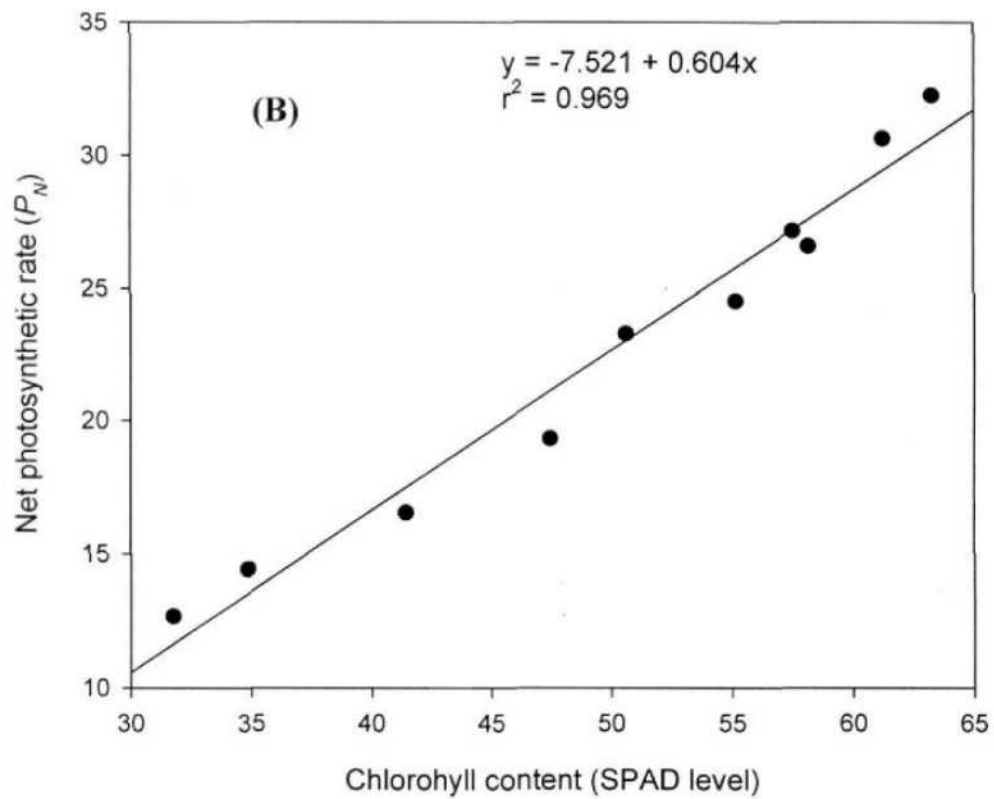 35
30
25
20
15
10
Net photosynthetic rate (P_N)
(B)
y = -7.521 + 0.604x
r² = 0.969
30 35 40 45 50 55 60 65
Chlorohyll content (SPAD level)